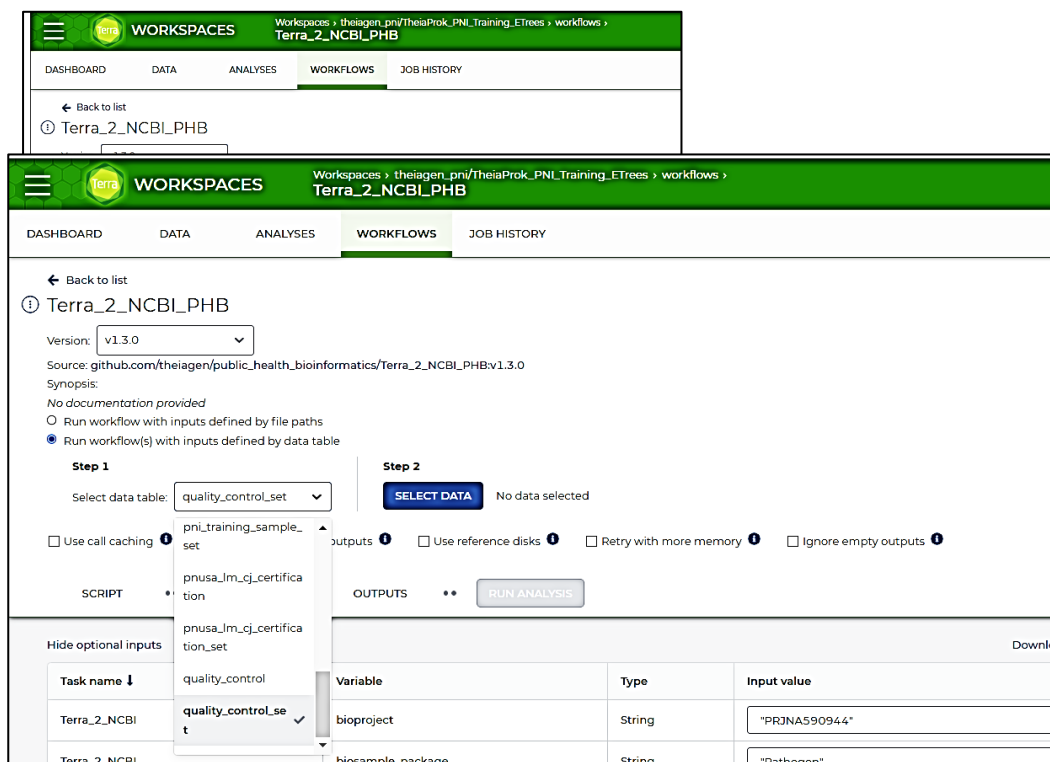 Terra
WORKSPACES
Workspaces › theiagen_pni/TheiaProk_PNI_Training_ETrees › workflows ›
Terra_2_NCBI_PHB
DASHBOARD DATA ANALYSES WORKFLOWS JOB HISTORY
Back to list
Terra_2_NCBI_PHB
Terra
WORKSPACES
Workspaces › theiagen_pni/TheiaProk_PNI_Training_ETrees › workflows ›
Terra_2_NCBI_PHB
DASHBOARD DATA ANALYSES WORKFLOWS JOB HISTORY
Back to list
Terra_2_NCBI_PHB
Version: v1.3.0
Source: github.com/theiagen/public_health_bioinformatics/Terra_2_NCBI_PHB:v1.3.0
Synopsis:
No documentation provided
Run workflow with inputs defined by file paths
Run workflow(s) with inputs defined by data table
Step 1 Step 2
Select data table: quality_control_set SELECT DATA No data selected
pni_training_sample_
set
Use call caching outputs Use reference disks Retry with more memory Ignore empty outputs
pnusa_lm_cj_certifica
tion
SCRIPT OUTPUTS RUN ANALYSIS
pnusa_lm_cj_certifica
tion_set
quality_control
quality_control_se
t
Hide optional inputs
Task name Variable Type Input value
Terra_2_NCBI bioproject String "PRJNA590944"
Terra_2_NCBI biosample_package String "Pathogen"